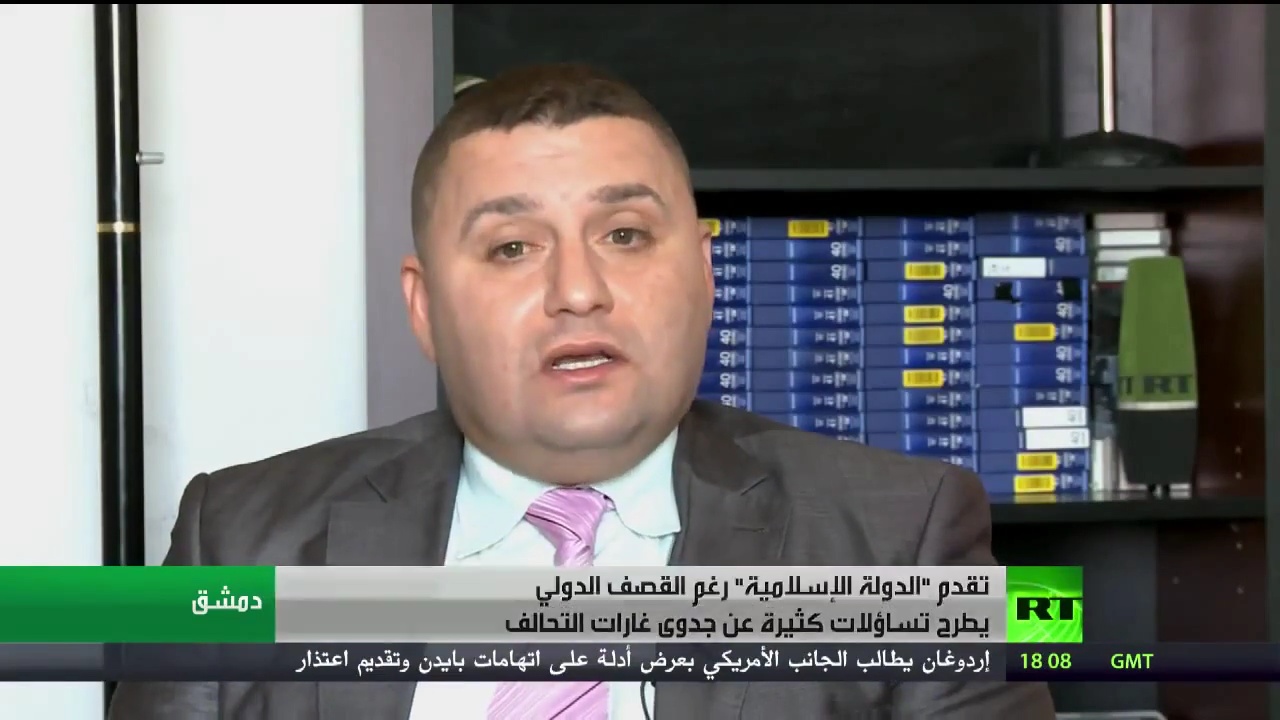 RT
دمشق
تقدم "الدولة الإسلامية" رغم القصف الدولي
يطرح تساؤلات كثيرة عن جدوى غارات التحالف
RT
إردوغان يطالب الجانب الأمريكي بعرض أدلة على اتهامات بايدن وتقديم اعتذار
18 08 GMT